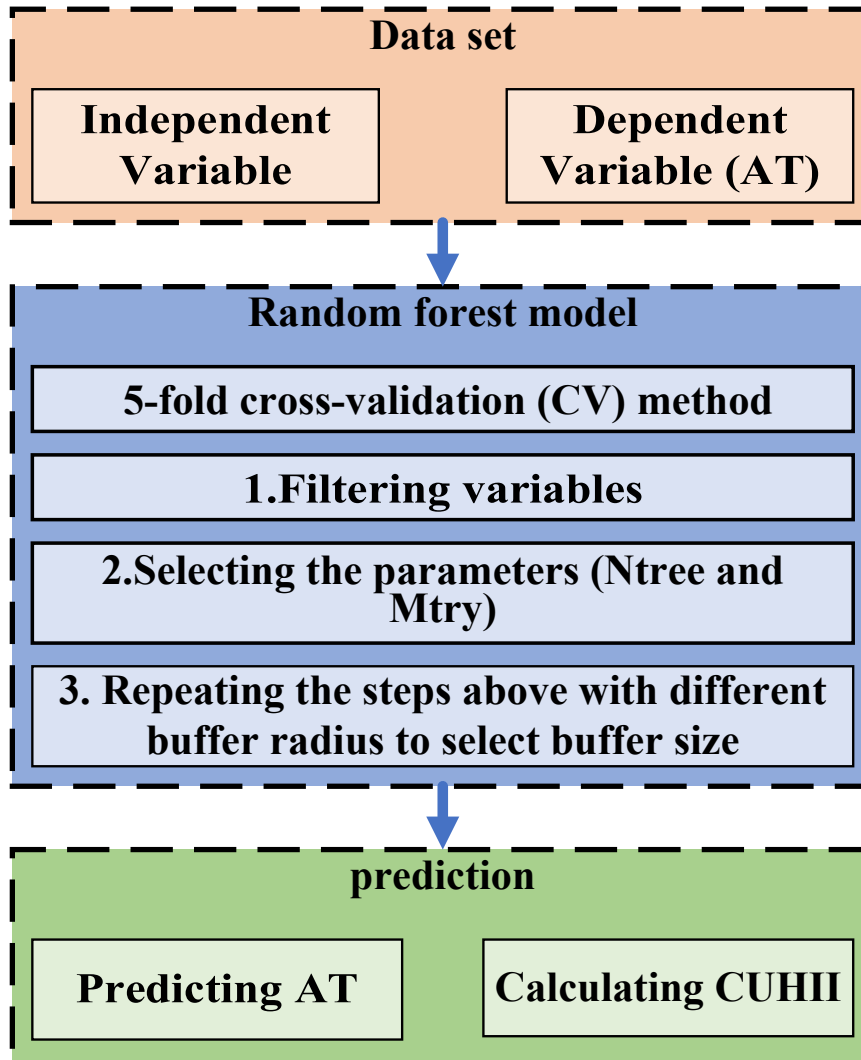 Data set
Independent
Variable
Dependent
Variable (AT)
Random forest model
5-fold cross-validation (CV) method
1.Filtering variables
2.Selecting the parameters (Ntree and
Mtry)
3. Repeating the steps above with different
buffer radius to select buffer size
prediction
Predicting AT
Calculating CUHII